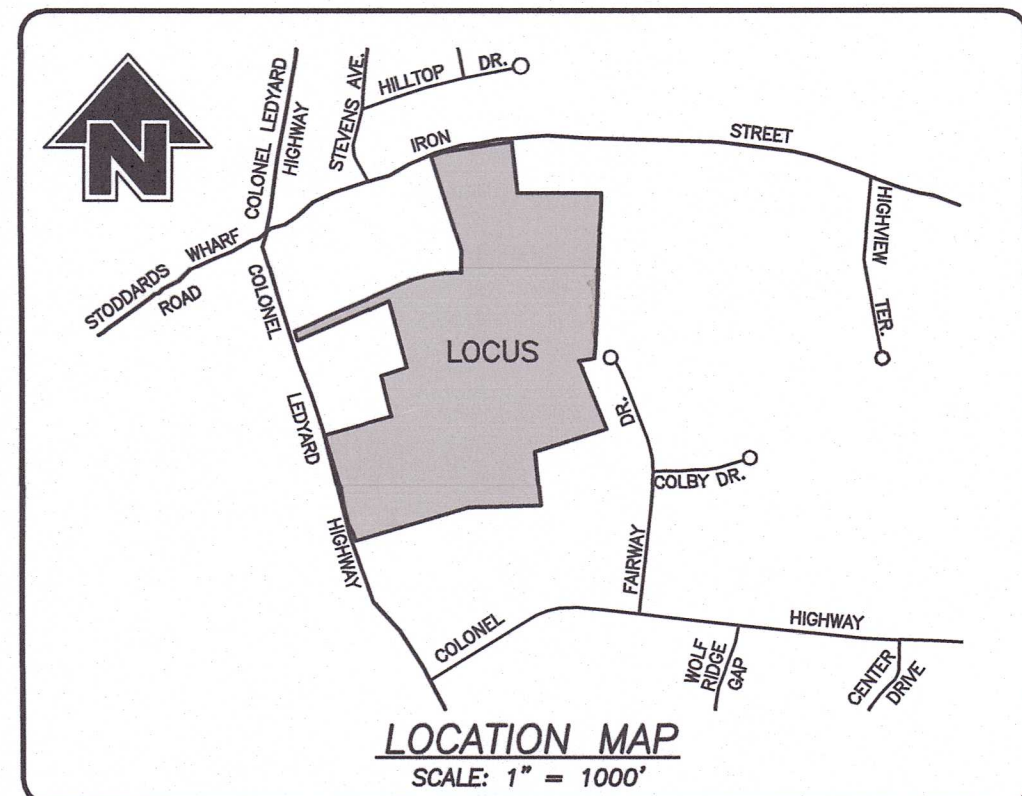 N
COLONEL LEDYARD
HIGHWAY
STEVENS AVE.
HILLTOP DR.
IRON STREET
HIGHVIEW TER.
STODDARDS WHARF
ROAD
COLONEL LEDYARD HIGHWAY
LOCUS
FAIRWAY DR.
COLBY DR.
COLONEL HIGHWAY
WOLF
RIDGE
GAP
CENTER
DRIVE
LOCATION MAP
SCALE: 1" = 1000'